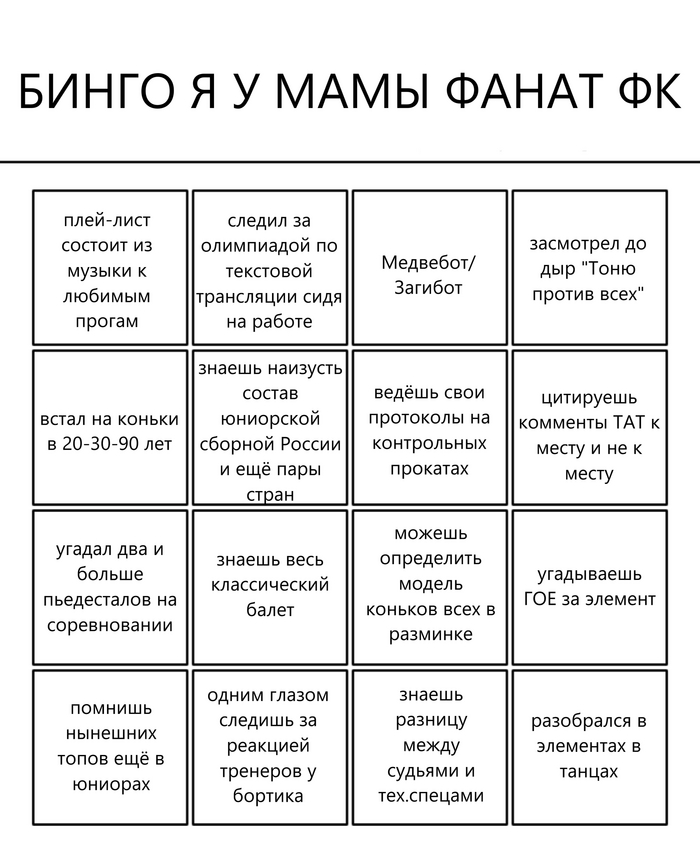 БИНГО Я У МАМЫ ФАНАТ ФК
плей-лист
состоит из
музыки к
любимым
прогам
следил за
олимпиадой по
текстовой
трансляции сидя
на работе
Медвебот/
Загибот
засмотрел до
дыр "Тоню
против всех"
встал на коньки
в 20-30-90 лет
знаешь наизусть
состав
юниорской
сборной России
и ещё пары
стран
ведёшь свои
протоколы на
контрольных
прокатах
цитируешь
комменты ТАТ к
месту и не к
месту
угадал два и
больше
пьедесталов на
соревновании
знаешь весь
классический
балет
можешь
определить
модель
коньков всех в
разминке
угадываешь
ГОЕ за элемент
помнишь
нынешних
топов ещё в
юниорах
одним глазом
следишь за
реакцией
тренеров у
бортика
знаешь
разницу
между
судьями и
тех.спецами
разобрался в
элементах в
танцах